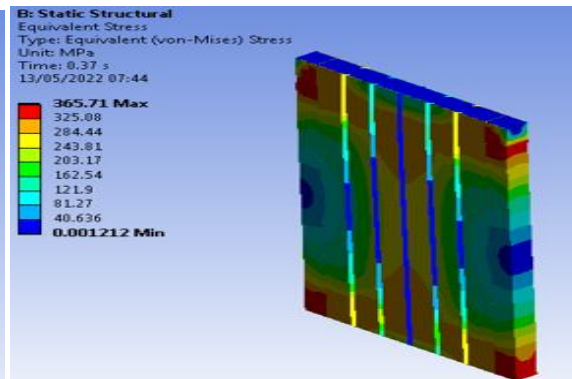 B: Static Structural
Equivalent Stress
Type: Equivalent (von-Mises) Stress
Unit: MPa
Time: 0.37 s
13/05/2022 07:44
365.71 Max
325.08
284.44
243.81
203.17
162.54
121.9
81.27
40.636
0.001212 Min